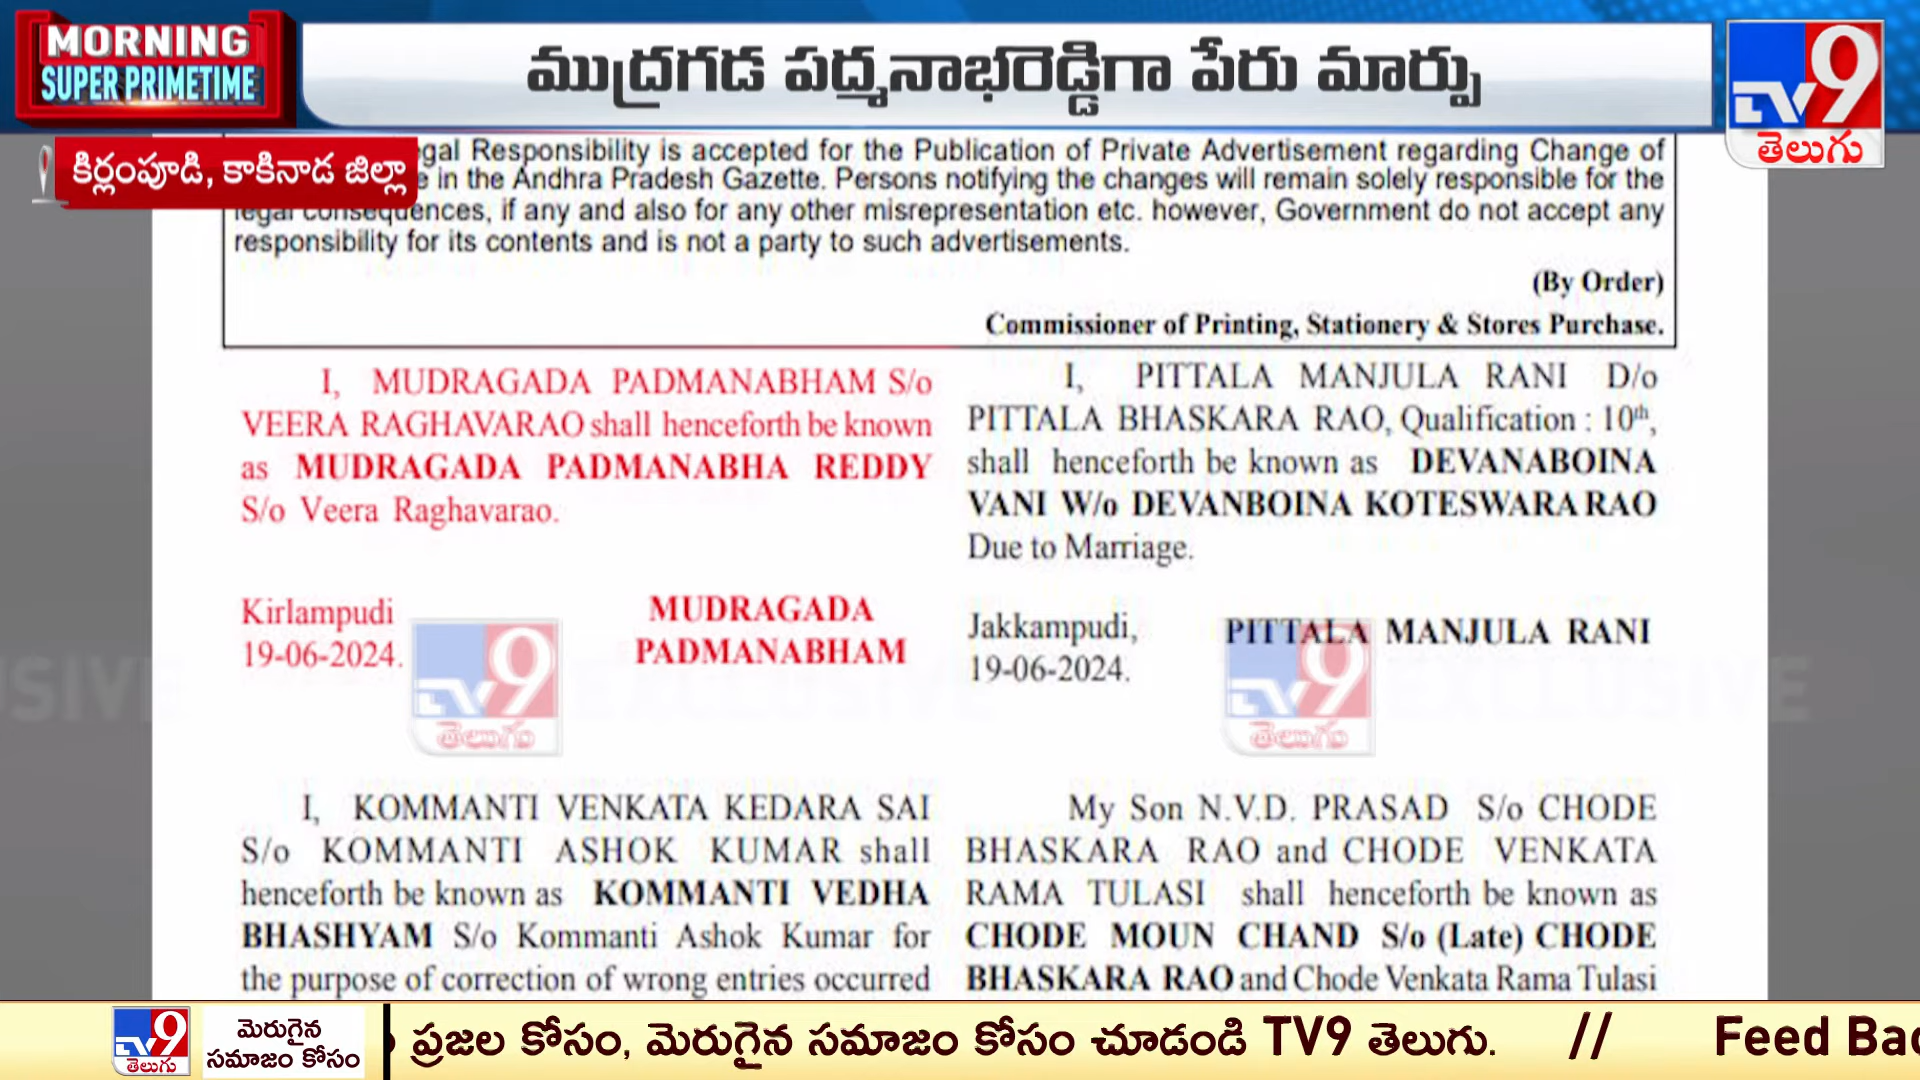 MORNING
SUPER PRIMETIME
ముద్రగడ పద్మనాభరెడ్డిగా పేరు మార్పు
TV9
తెలుగు
కిర్లంపూడి, కాకినాడ జిల్లా
Responsibility is accepted for the Publication of Private Advertisement regarding Change of
in the Andhra Pradesh Gazette. Persons notifying the changes will remain solely responsible for the
legal consequences, if any and also for any other misrepresentation etc. however, Government do not accept any
responsibility for its contents and is not a party to such advertisements.
(By Order)
Commissioner of Printing, Stationery & Stores Purchase.
I, MUDRAGADA PADMANABHAM S/o
VEERA RAGHAVARAO shall henceforth be known
as MUDRAGADA PADMANABHA REDDY
S/o Veera Raghavarao.
Kirlampudi
19-06-2024.
MUDRAGADA
PADMANABHAM
TV9
తెలుగు
I, PITTALA MANJULA RANI D/o
PITTALA BHASKARA RAO, Qualification : 10th,
shall henceforth be known as DEVANABOINA
VANI W/o DEVANBOINA KOTESWARA RAO
Due to Marriage.
Jakkampudi,
19-06-2024.
PITTALA MANJULA RANI
TV9
తెలుగు
EXCLUSIVE
I, KOMMANTI VENKATA KEDARA SAI
S/o KOMMANTI ASHOK KUMAR shall
henceforth be known as KOMMANTI VEDHA
BHASHYAM S/o Kommanti Ashok Kumar for
the purpose of correction of wrong entries occurred
My Son N.V.D. PRASAD S/o CHODE
BHASKARA RAO and CHODE VENKATA
RAMA TULASI shall henceforth be known as
CHODE MOUN CHAND S/o (Late) CHODE
BHASKARA RAO and Chode Venkata Rama Tulasi
TV9
తెలుగు
మెరుగైన
సమాజం కోసం
ప్రజల కోసం, మెరుగైన సమాజం కోసం చూడండి TV9 తెలుగు. // Feed